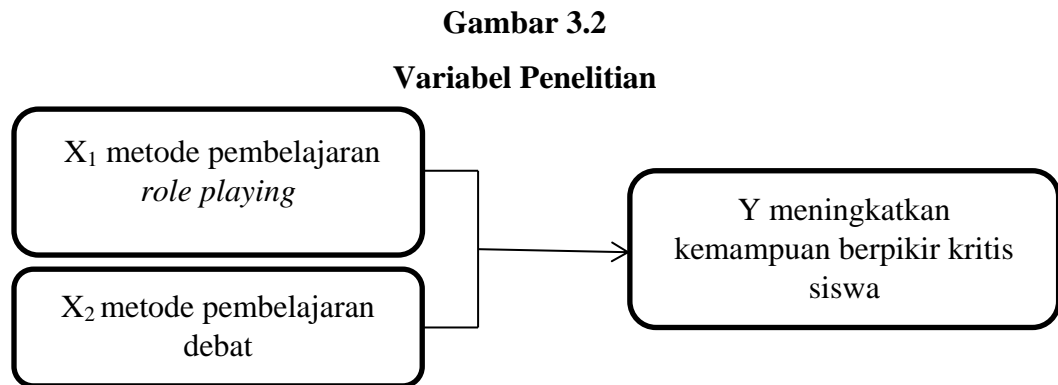 Gambar 3.2
Variabel Penelitian
X₁ metode pembelajaran
role playing
X₂ metode pembelajaran
debat
Y meningkatkan
kemampuan berpikir kritis
siswa